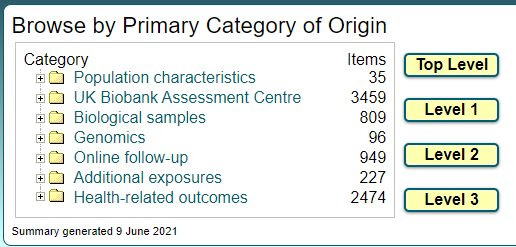 Browse by Primary Category of Origin
Category Items
Population characteristics 35
UK Biobank Assessment Centre 3459
Biological samples 809
Genomics 96
Online follow-up 949
Additional exposures 227
Health-related outcomes 2474
Top Level
Level 1
Level 2
Level 3
Summary generated 9 June 2021